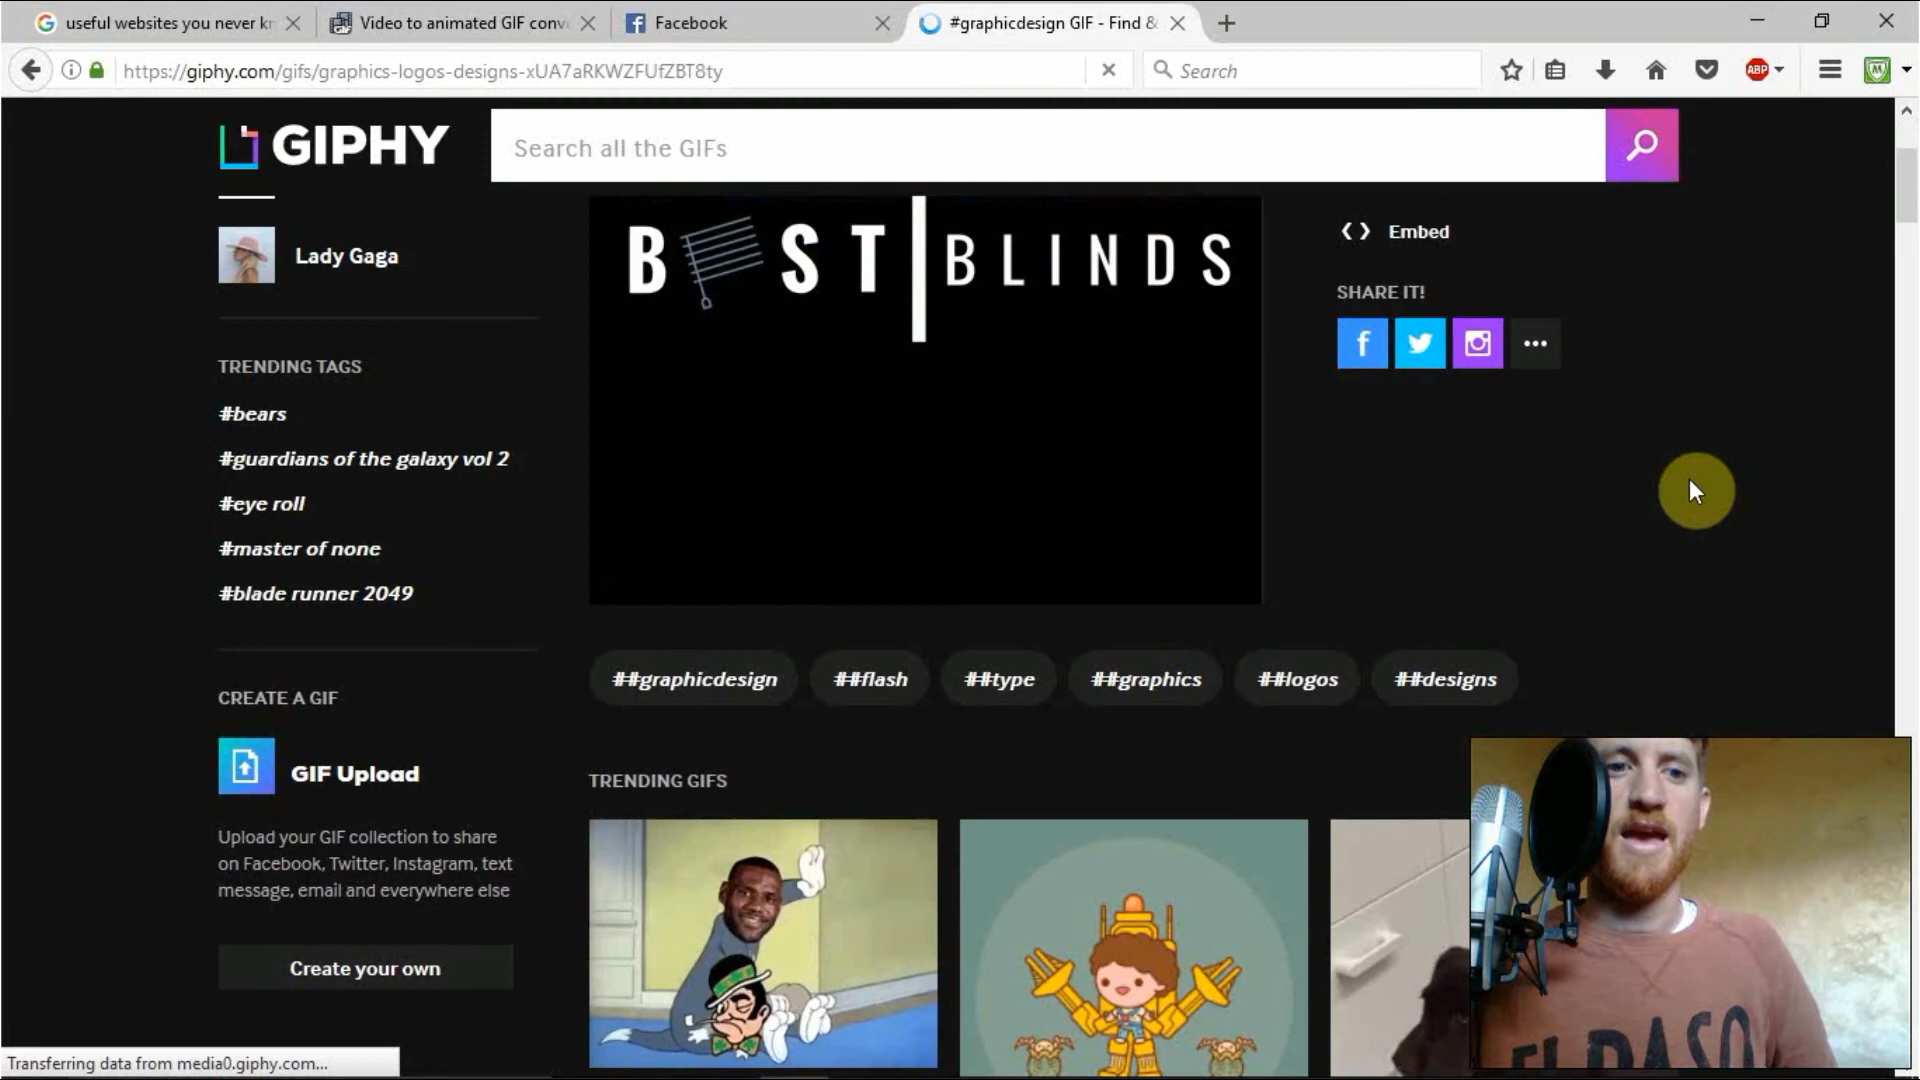 useful websites you never kn
Video to animated GIF conv
Facebook
#graphicdesign GIF - Find &
https://giphy.com/gifs/graphics-logos-designs-xUA7aRKWZFUfZBT8ty
Search
ABP
GIPHY
Search all the GIFs
Lady Gaga
TRENDING TAGS
#bears
#guardians of the galaxy vol 2
#eye roll
#master of none
#blade runner 2049
CREATE A GIF
GIF Upload
Upload your GIF collection to share
on Facebook, Twitter, Instagram, text
message, email and everywhere else
Create your own
B ST BLINDS
Embed
SHARE IT!
##graphicdesign ##flash ##type ##graphics ##logos ##designs
TRENDING GIFS
EL PASO
Transferring data from media0.giphy.com...